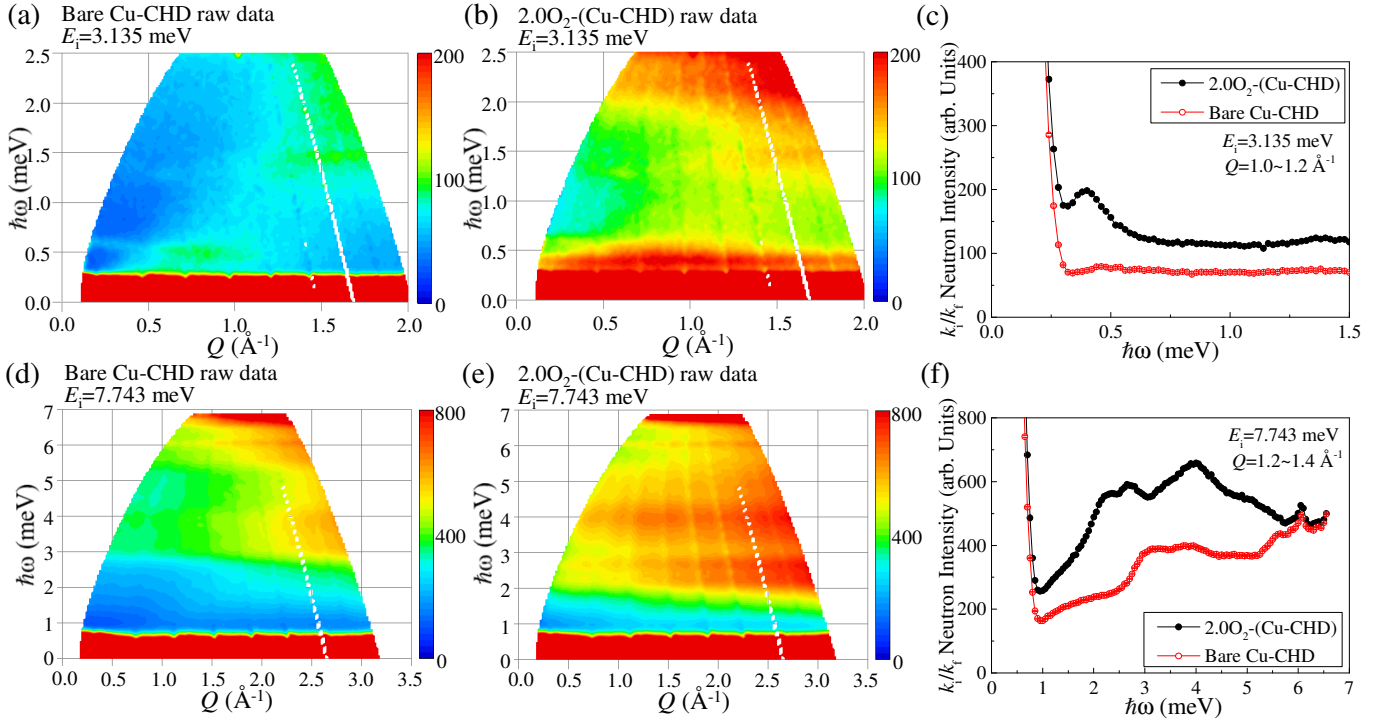 (a) Bare Cu-CHD raw data
E_i=3.135 meV
2.5
2.0
1.5
1.0
0.5
0.0
ħω (meV)
0.0 0.5 1.0 1.5 2.0
Q (Å⁻¹)
200
100
0
(b) 2.0O₂-(Cu-CHD) raw data
E_i=3.135 meV
2.5
2.0
1.5
1.0
0.5
0.0
ħω (meV)
0.0 0.5 1.0 1.5 2.0
Q (Å⁻¹)
200
100
0
(c)
k_i/k_f Neutron Intensity (arb. Units)
400
300
200
100
0
2.0O₂-(Cu-CHD)
Bare Cu-CHD
E_i=3.135 meV
Q=1.0~1.2 Å⁻¹
0.0 0.5 1.0 1.5
ħω (meV)
(d) Bare Cu-CHD raw data
E_i=7.743 meV
7
6
5
4
3
2
1
0
ħω (meV)
0.0 0.5 1.0 1.5 2.0 2.5 3.0 3.5
Q (Å⁻¹)
800
400
0
(e) 2.0O₂-(Cu-CHD) raw data
E_i=7.743 meV
7
6
5
4
3
2
1
0
ħω (meV)
0.0 0.5 1.0 1.5 2.0 2.5 3.0 3.5
Q (Å⁻¹)
800
400
0
(f)
k_i/k_f Neutron Intensity (arb. Units)
800
600
400
200
0
E_i=7.743 meV
Q=1.2~1.4 Å⁻¹
2.0O₂-(Cu-CHD)
Bare Cu-CHD
0 1 2 3 4 5 6 7
ħω (meV)